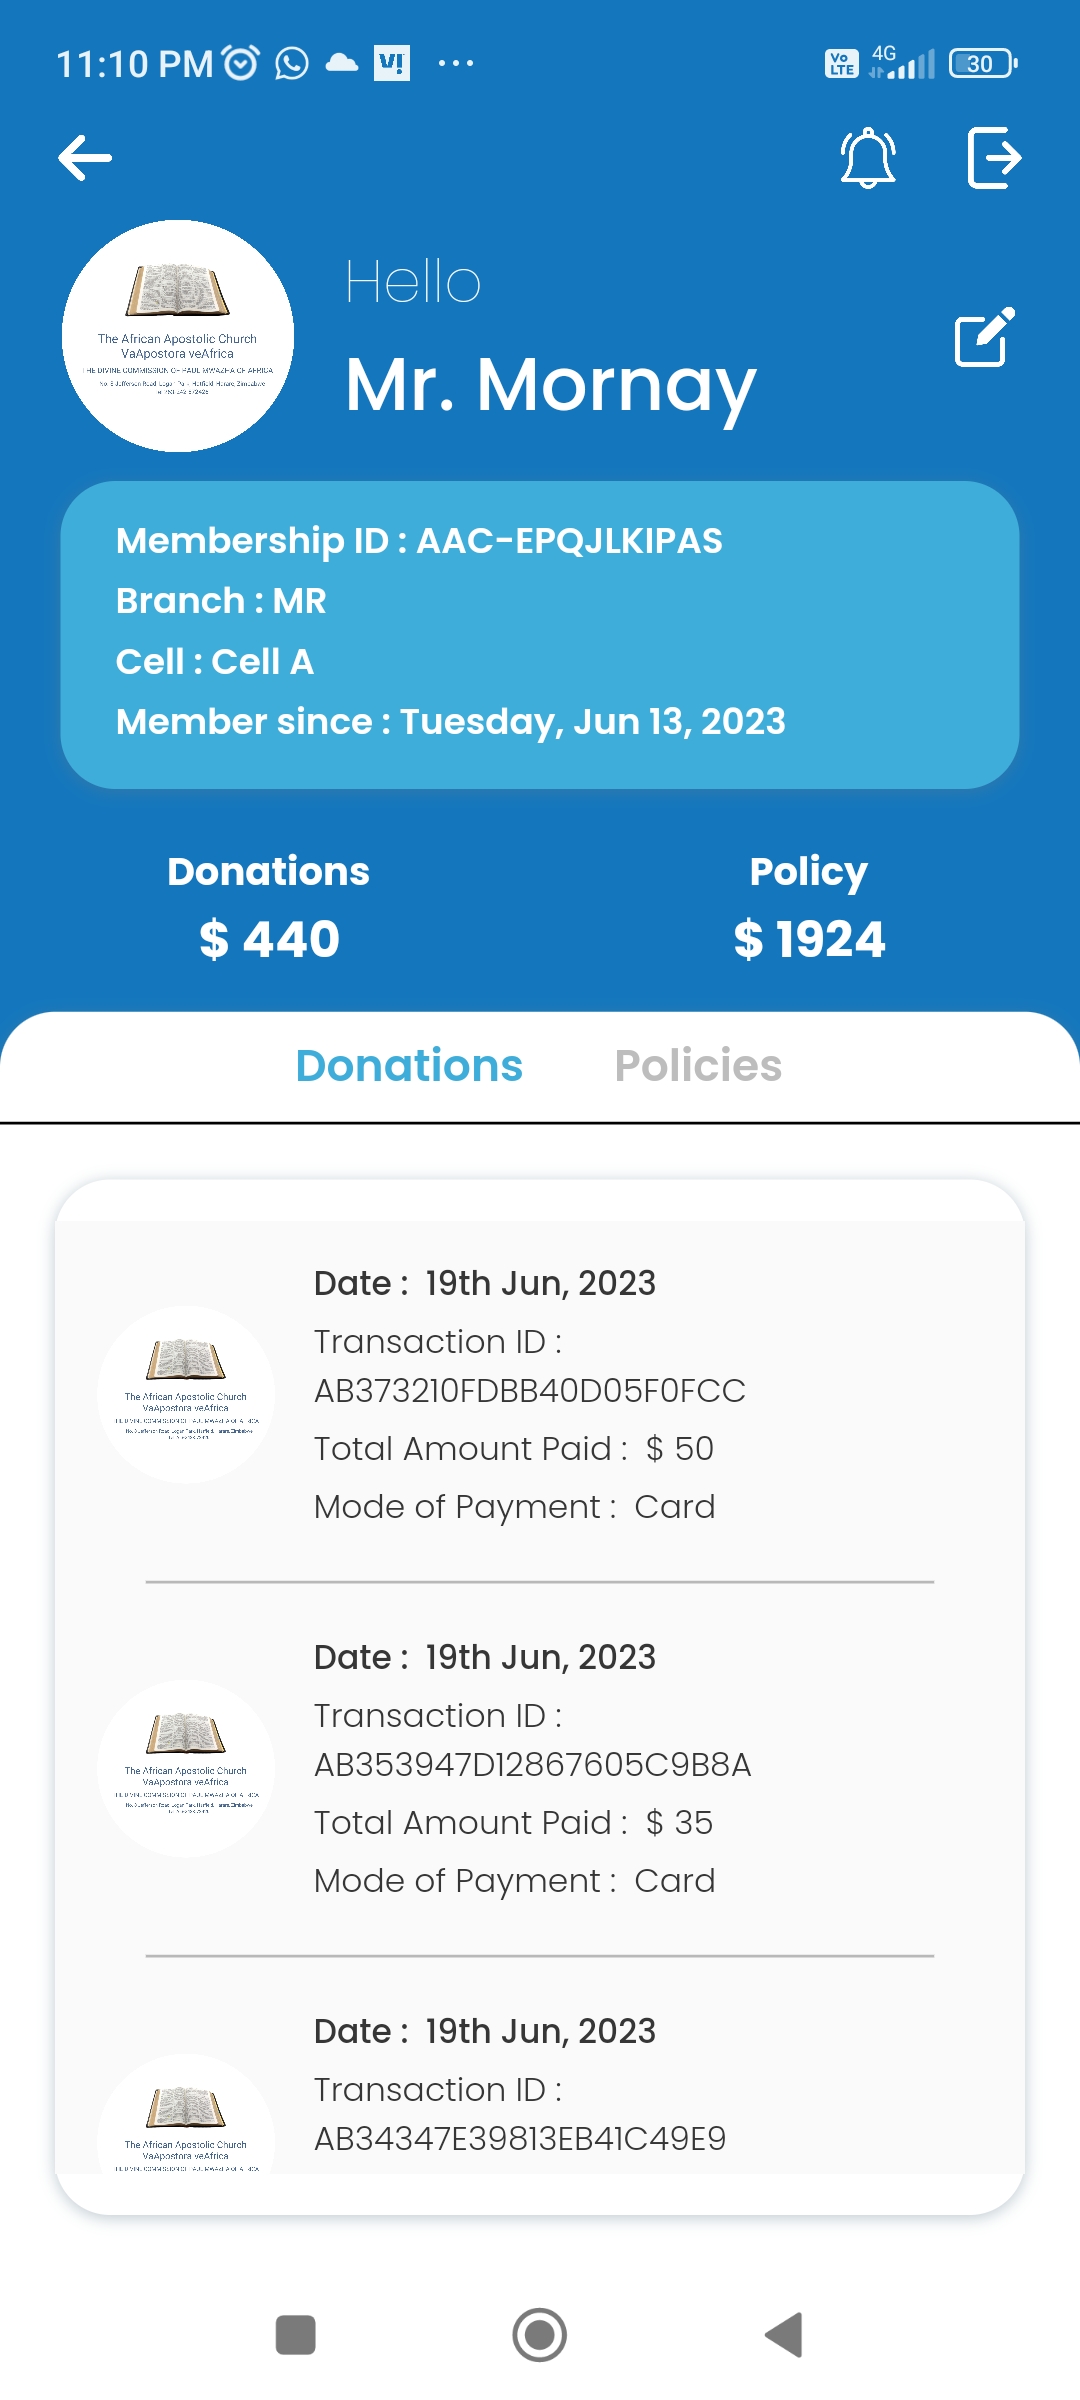 11:10 PM
Vo LTE 4G 30
The African Apostolic Church
VaApostora veAfrica
THE DIVINE COMMISSION OF PAUL MWAZHA OF AFRICA
Hello
Mr. Mornay
Membership ID : AAC-EPQJLKIPAS
Branch : MR
Cell : Cell A
Member since : Tuesday, Jun 13, 2023
Donations Policy
$ 440 $ 1924
Donations Policies
Date : 19th Jun, 2023
Transaction ID :
AB373210FDBB40D05F0FCC
Total Amount Paid : $ 50
Mode of Payment : Card
The African Apostolic Church
VaApostora veAfrica
Date : 19th Jun, 2023
Transaction ID :
AB353947D12867605C9B8A
Total Amount Paid : $ 35
Mode of Payment : Card
The African Apostolic Church
VaApostora veAfrica
Date : 19th Jun, 2023
Transaction ID :
AB34347E39813EB41C49E9
The African Apostolic Church
VaApostora veAfrica